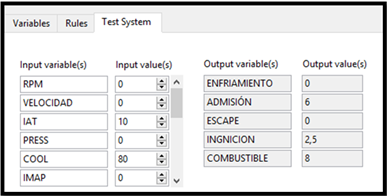 Variables Rules Test System
Input variable(s) Input value(s) Output variable(s) Output value(s)
RPM 0 ENFRIAMIENTO 0
VELOCIDAD 0 ADMISIÓN 6
IAT 10 ESCAPE 0
PRESS 0 INGNICION 2,5
COOL 80 COMBUSTIBLE 8
IMAP 0